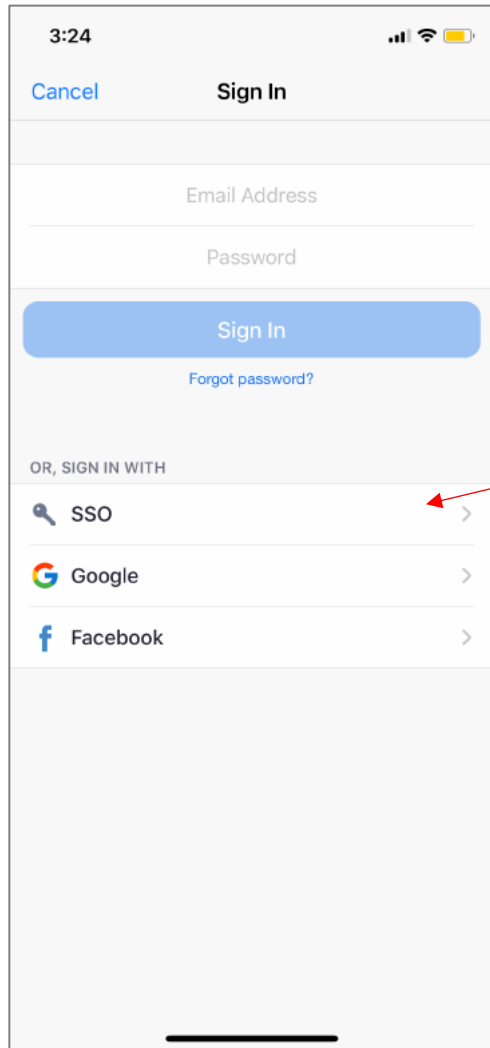 3:24
Cancel Sign In
Email Address
Password
Sign In
Forgot password?
OR, SIGN IN WITH
SSO
Google
Facebook